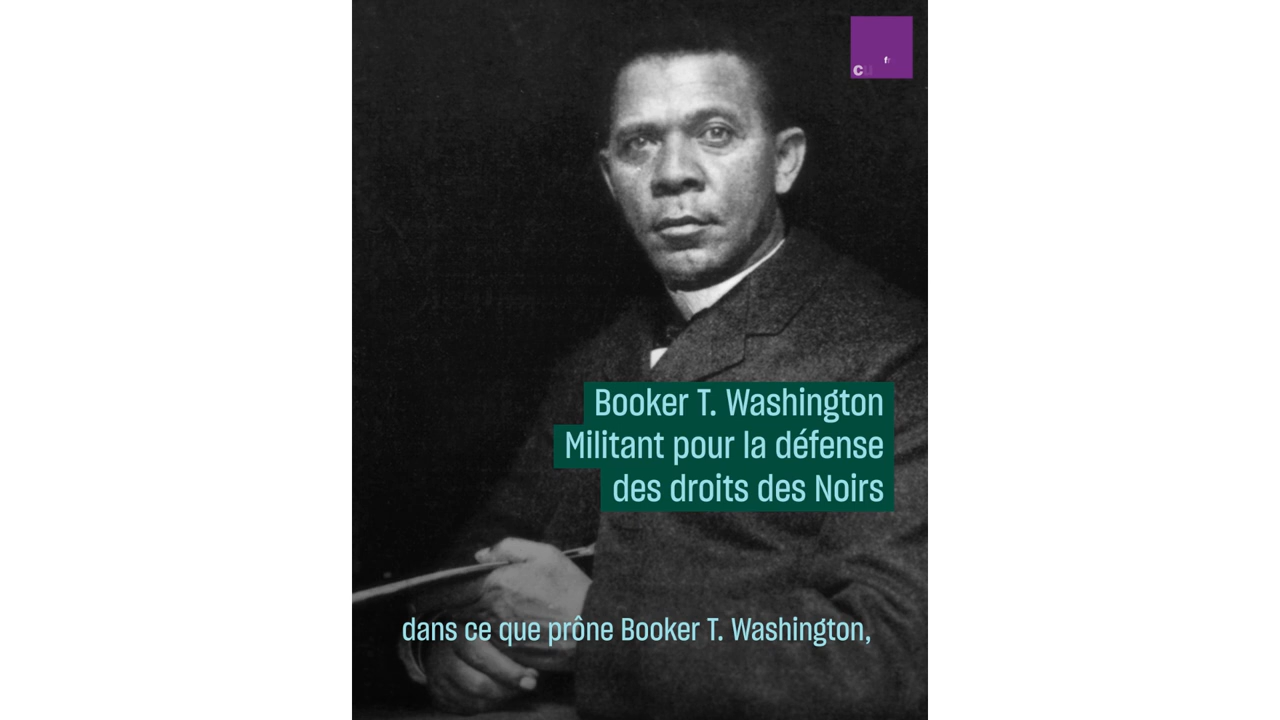 Booker T. Washington
Militant pour la défense
des droits des Noirs
dans ce que prône Booker T. Washington,